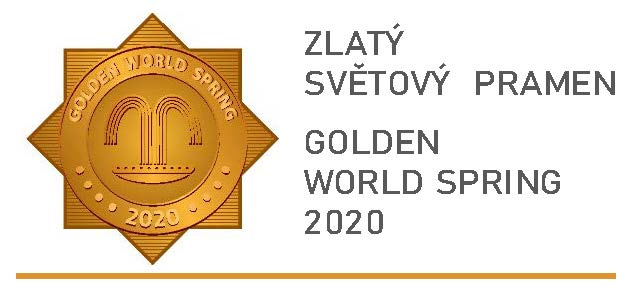 GOLDEN WORLD SPRING
2020
ZLATÝ
SVĚTOVÝ PRAMEN
GOLDEN
WORLD SPRING
2020